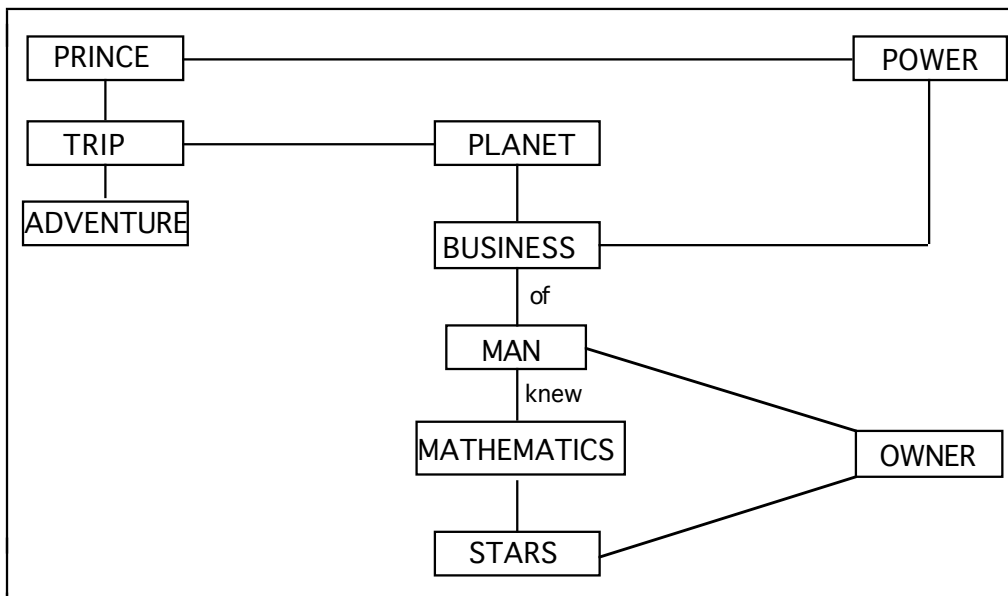 PRINCE
POWER
TRIP
PLANET
ADVENTURE
BUSINESS
of
MAN
knew
MATHEMATICS
OWNER
STARS